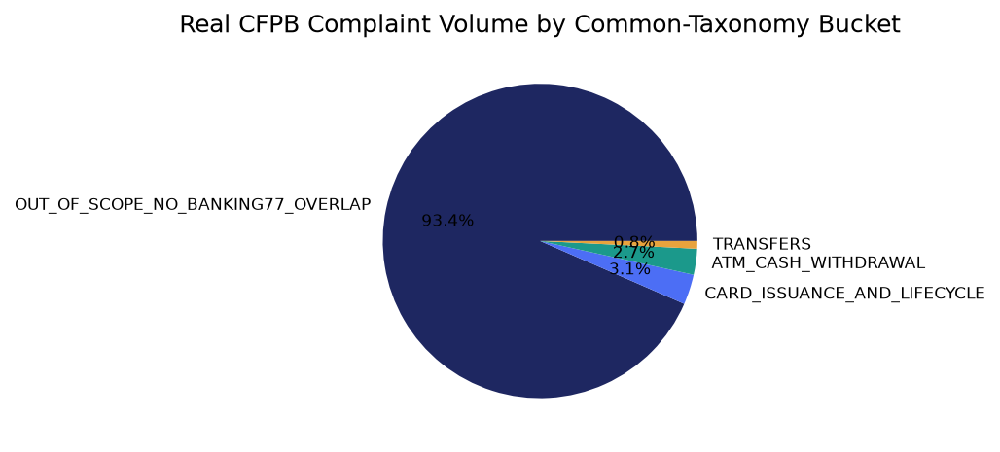 Real CFPB Complaint Volume by Common-Taxonomy Bucket
OUT_OF_SCOPE_NO_BANKING77_OVERLAP
93.4%
0.8%
TRANSFERS
2.7%
ATM_CASH_WITHDRAWAL
3.1%
CARD_ISSUANCE_AND_LIFECYCLE